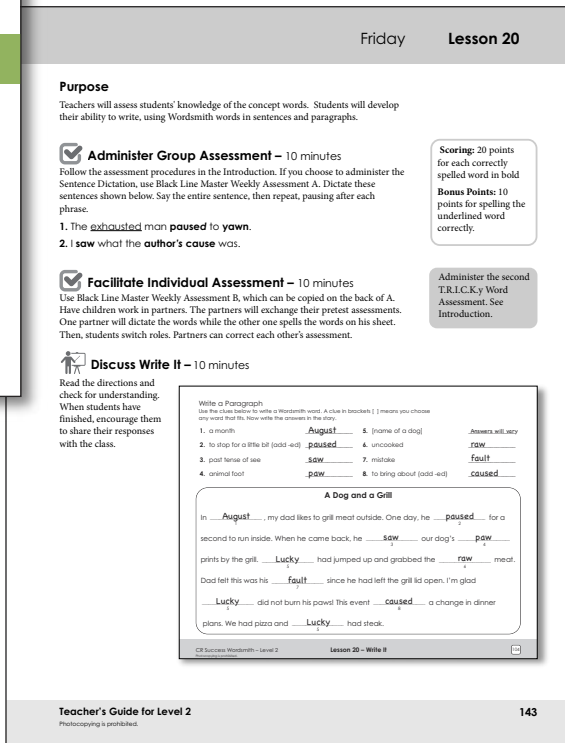 Friday Lesson 20
Purpose
Teachers will assess students' knowledge of the concept words. Students will develop
their ability to write, using Wordsmith words in sentences and paragraphs.
Administer Group Assessment – 10 minutes
Follow the assessment procedures in the Introduction. If you choose to administer the
Sentence Dictation, use Black Line Master Weekly Assessment A. Dictate these
sentences shown below. Say the entire sentence, then repeat, pausing after each
phrase.
1. The exhausted man paused to yawn.
2. I saw what the author's cause was.
Scoring: 20 points
for each correctly
spelled word in bold
Bonus Points: 10
points for spelling the
underlined word
correctly.
Facilitate Individual Assessment – 10 minutes
Use Black Line Master Weekly Assessment B, which can be copied on the back of A.
Have children work in partners. The partners will exchange their pretest assessments.
One partner will dictate the words while the other one spells the words on his sheet.
Then, students switch roles. Partners can correct each other's assessment.
Administer the second
T.R.I.C.K.y Word
Assessment. See
Introduction.
Discuss Write It – 10 minutes
Read the directions and
check for understanding.
When students have
finished, encourage them
to share their responses
with the class.
Write a Paragraph
Use the clues below to write a Wordsmith word. A clue in brackets [ ] means you choose
any word that fits. Now write the answers in the story.
1. a month August 5. [name of a dog] Answers will vary
2. to stop for a little bit (add -ed) paused 6. uncooked raw
3. past tense of see saw 7. mistake fault
4. animal foot paw 8. to bring about (add -ed) caused
A Dog and a Grill
In August, my dad likes to grill meat outside. One day, he paused for a
1 2
second to run inside. When he came back, he saw our dog's paw
3 4
prints by the grill. Lucky had jumped up and grabbed the raw meat.
5 6
Dad felt this was his fault since he had left the grill lid open. I'm glad
7
Lucky did not burn his paws! This event caused a change in dinner
5 8
plans. We had pizza and Lucky had steak.
5
CR Success Wordsmith – Level 2 Lesson 20 – Write It
Photocopying is prohibited.
Teacher's Guide for Level 2 143
Photocopying is prohibited.